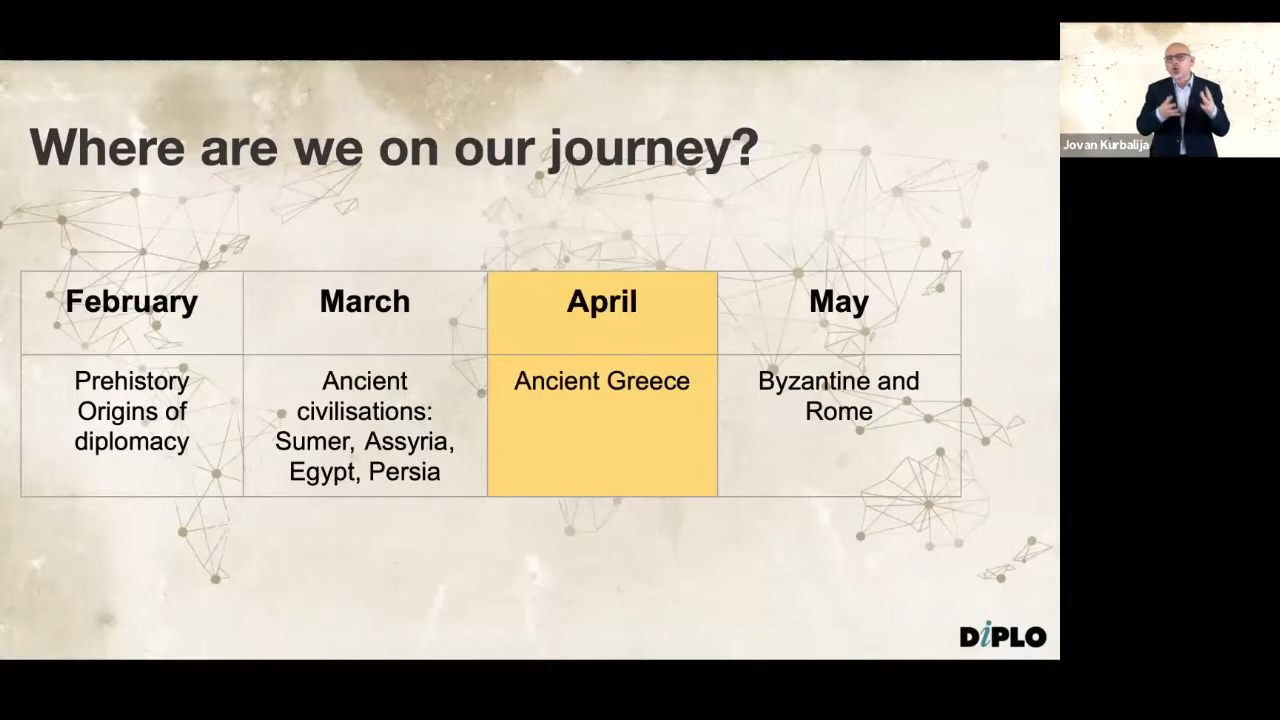 Where are we on our journey?
February
March
April
May
Prehistory
Origins of
diplomacy
Ancient
civilisations:
Sumer, Assyria,
Egypt, Persia
Ancient Greece
Byzantine and
Rome
DiPLO
Jovan Kurbalija